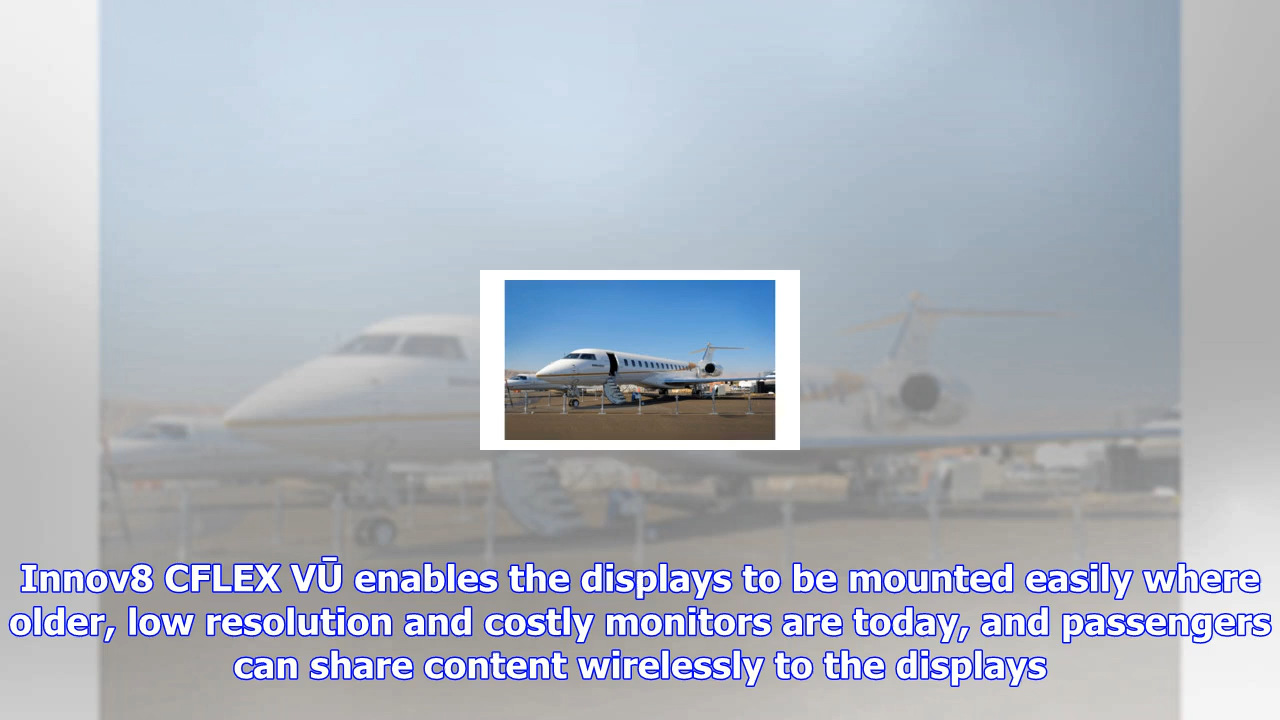 Innov8 CFLEX VŪ enables the displays to be mounted easily where
older, low resolution and costly monitors are today, and passengers
can share content wirelessly to the displays